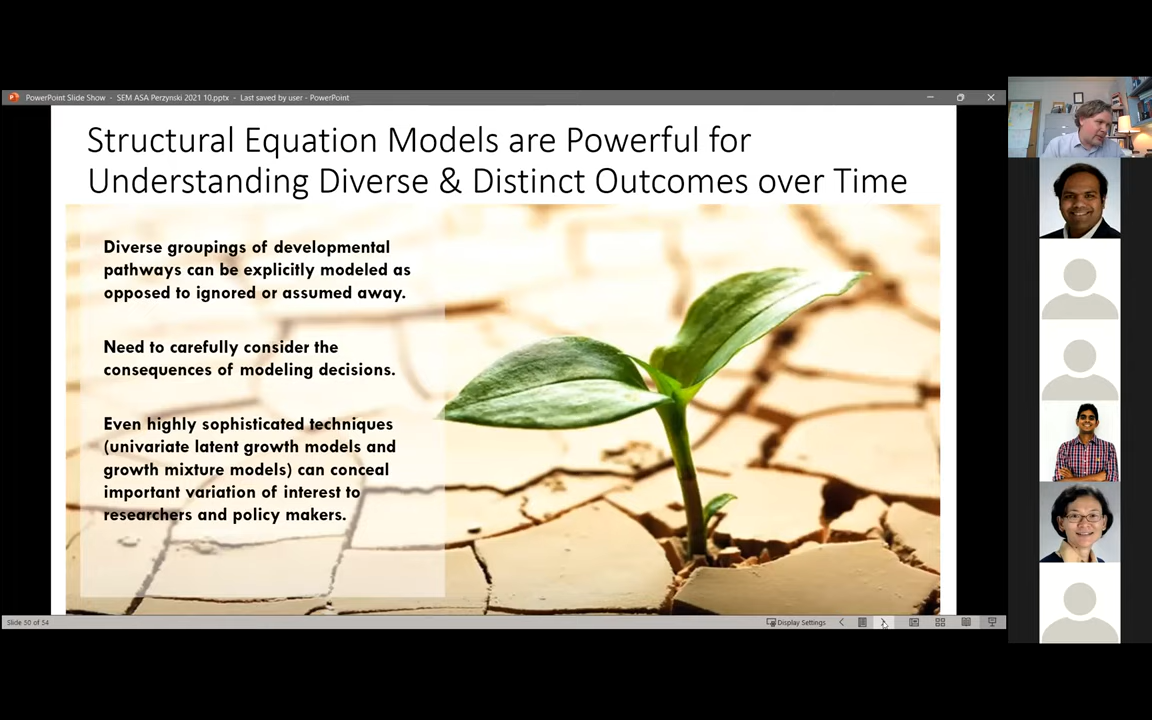 PowerPoint Slide Show - SEM ASA Perzynski 2021 10.pptx - Last saved by user - PowerPoint
Structural Equation Models are Powerful for
Understanding Diverse & Distinct Outcomes over Time
Diverse groupings of developmental
pathways can be explicitly modeled as
opposed to ignored or assumed away.
Need to carefully consider the
consequences of modeling decisions.
Even highly sophisticated techniques
(univariate latent growth models and
growth mixture models) can conceal
important variation of interest to
researchers and policy makers.
Slide 50 of 54
Display Settings